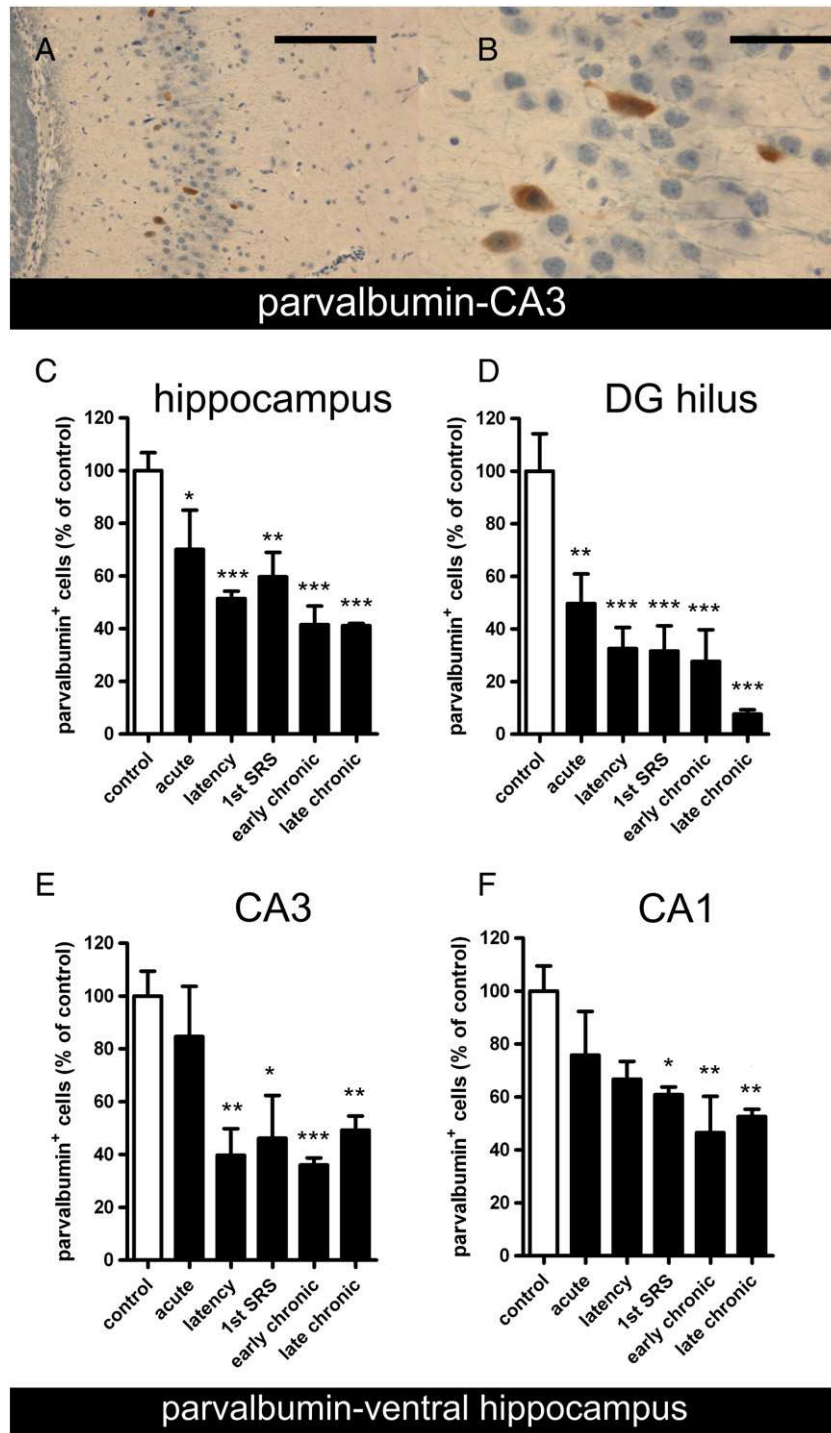 A
B
parvalbumin-CA3
C
hippocampus
parvalbumin⁺ cells (% of control)
120
100
80
60
40
20
0
*
***
**
***
***
control
acute
latency
1st SRS
early chronic
late chronic
D
DG hilus
parvalbumin⁺ cells (% of control)
120
100
80
60
40
20
0
**
***
***
***
***
control
acute
latency
1st SRS
early chronic
late chronic
E
CA3
parvalbumin⁺ cells (% of control)
120
100
80
60
40
20
0
**
*
***
**
control
acute
latency
1st SRS
early chronic
late chronic
F
CA1
parvalbumin⁺ cells (% of control)
120
100
80
60
40
20
0
*
**
**
control
acute
latency
1st SRS
early chronic
late chronic
parvalbumin-ventral hippocampus